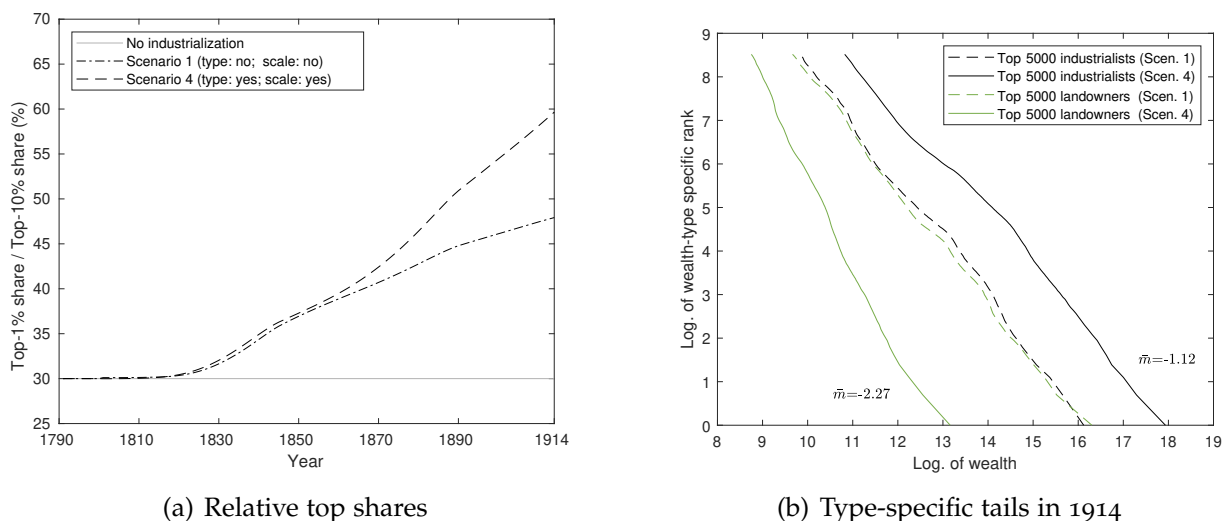 70
65
60
55
50
45
40
35
30
25
Top-1% share / Top-10% share (%)
No industrialization
Scenario 1 (type: no; scale: no)
Scenario 4 (type: yes; scale: yes)
1790 1810 1830 1850 1870 1890 1914
Year
(a) Relative top shares
9
8
7
6
5
4
3
2
1
0
Log. of wealth-type specific rank
Top 5000 industrialists (Scen. 1)
Top 5000 industrialists (Scen. 4)
Top 5000 landowners (Scen. 1)
Top 5000 landowners (Scen. 4)
m̄=-1.12
m̄=-2.27
8 9 10 11 12 13 14 15 16 17 18 19
Log. of wealth
(b) Type-specific tails in 1914